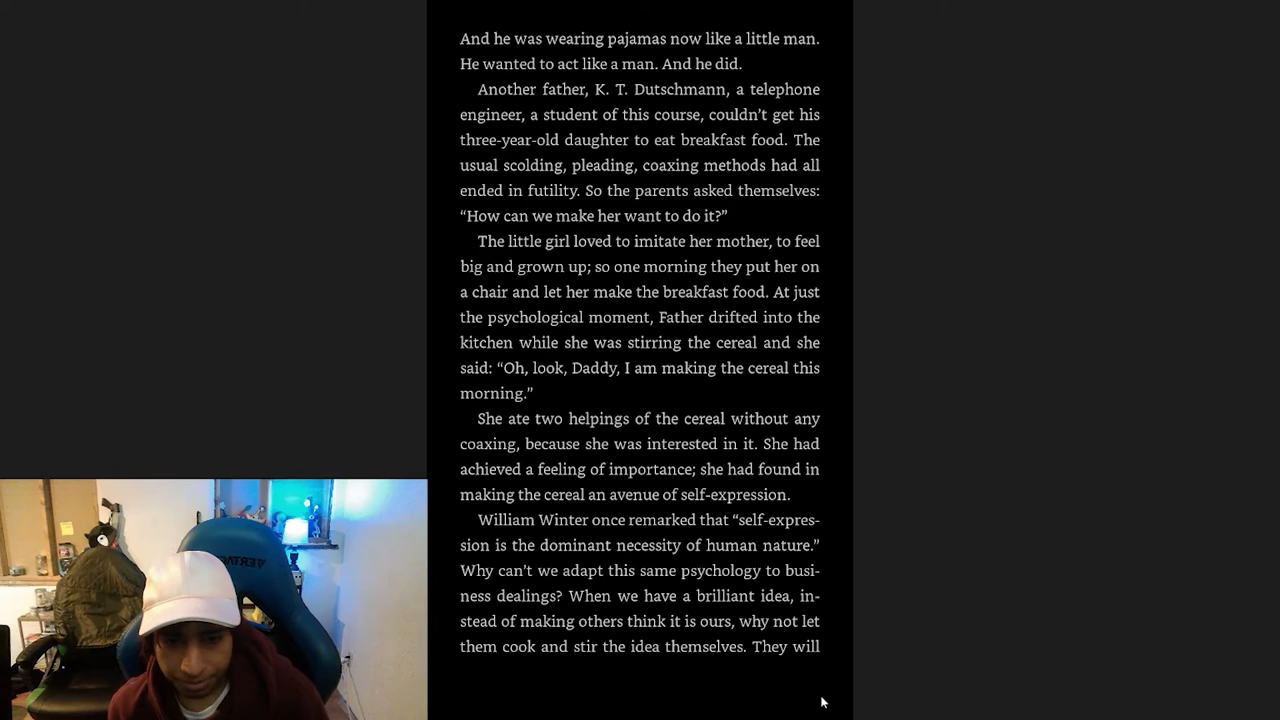 And he was wearing pajamas now like a little man.
He wanted to act like a man. And he did.
Another father, K. T. Dutschmann, a telephone
engineer, a student of this course, couldn’t get his
three-year-old daughter to eat breakfast food. The
usual scolding, pleading, coaxing methods had all
ended in futility. So the parents asked themselves:
“How can we make her want to do it?”
The little girl loved to imitate her mother, to feel
big and grown up; so one morning they put her on
a chair and let her make the breakfast food. At just
the psychological moment, Father drifted into the
kitchen while she was stirring the cereal and she
said: “Oh, look, Daddy, I am making the cereal this
morning.”
She ate two helpings of the cereal without any
coaxing, because she was interested in it. She had
achieved a feeling of importance; she had found in
making the cereal an avenue of self-expression.
William Winter once remarked that “self-expres-
sion is the dominant necessity of human nature.”
Why can’t we adapt this same psychology to busi-
ness dealings? When we have a brilliant idea, in-
stead of making others think it is ours, why not let
them cook and stir the idea themselves. They will